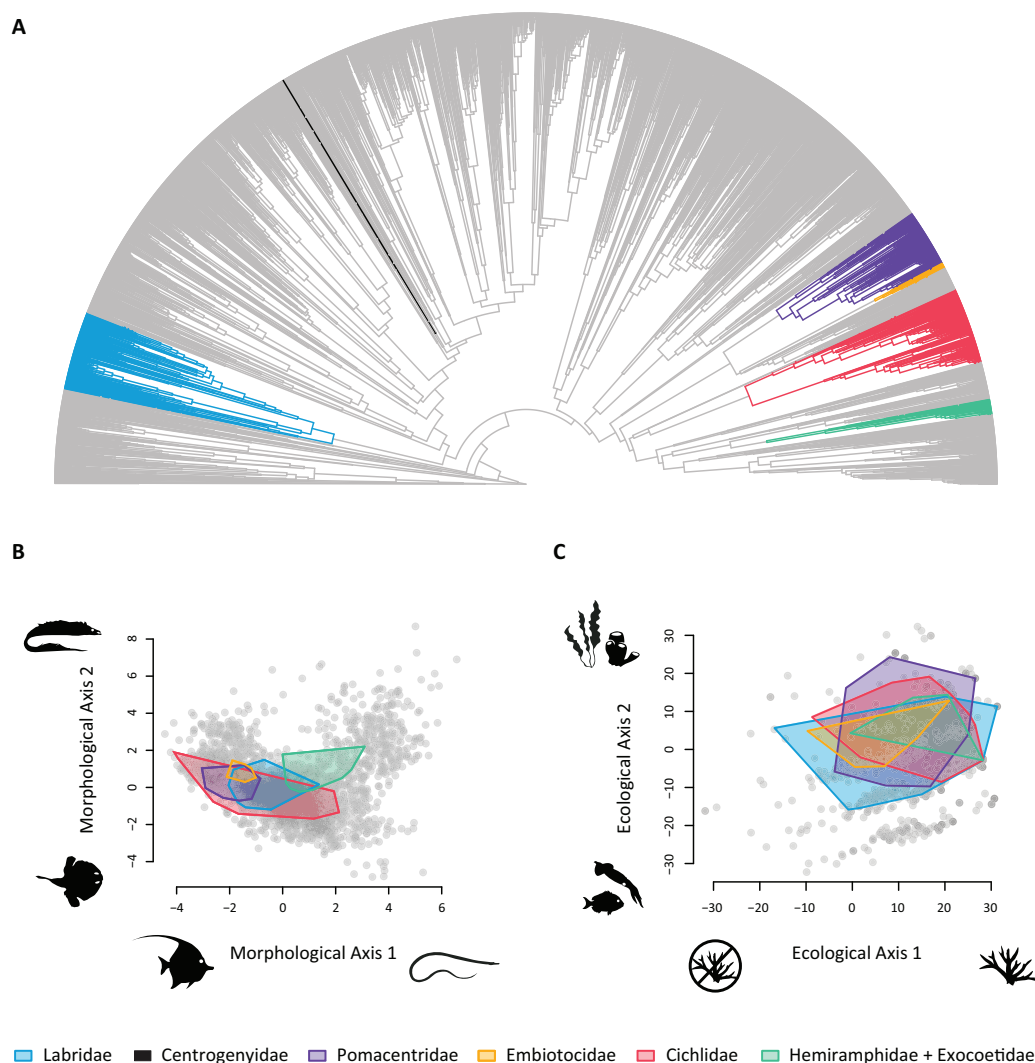 A
B
C
8
6
4
2
0
−2
−4
Morphological Axis 2
−4
−2
0
2
4
6
Morphological Axis 1
30
20
10
0
−10
−20
−30
Ecological Axis 2
−30
−20
−10
0
10
20
30
Ecological Axis 1
Labridae
Centrogenyidae
Pomacentridae
Embiotocidae
Cichlidae
Hemiramphidae + Exocoetidae